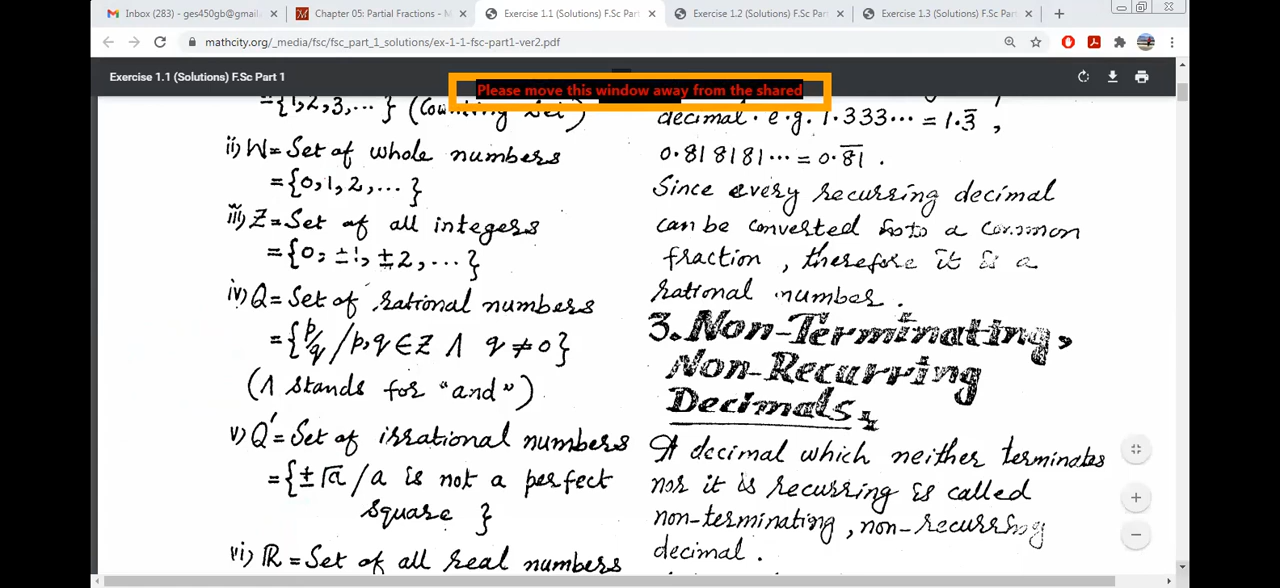 Inbox (283) - ges450gb@gmail.
Chapter 05: Partial Fractions - M
Exercise 1.1 (Solutions) F.Sc Part
Exercise 1.2 (Solutions) F.Sc Part
Exercise 1.3 (Solutions) F.Sc Part
mathcity.org/_media/fsc/fsc_part_1_solutions/ex-1-1-fsc-part1-ver2.pdf
Exercise 1.1 (Solutions) F.Sc Part 1
Please move this window away from the shared
={1,2,3,...} (Counting Set)
ii) W=Set of whole numbers
={0,1,2,...}
iii) Z=Set of all integers
={0, ±1, ±2, ...}
iv) Q=Set of rational numbers
={p/q /p,q ∈ Z Λ q ≠ 0}
(Λ stands for "and")
v) Q'=Set of irrational numbers
={±√a /a is not a perfect
square }
vi) R=Set of all real numbers
decimal. e.g. 1.333... = 1.3̅ ,
0.818181... = 0.8̅1̅ .
Since every recurring decimal
can be converted into a common
fraction, therefore it is a
rational number.
3. Non-Terminating,
Non-Recurring
Decimals.
A decimal which neither terminates
nor it is recurring is called
non-terminating, non-recurring
decimal.